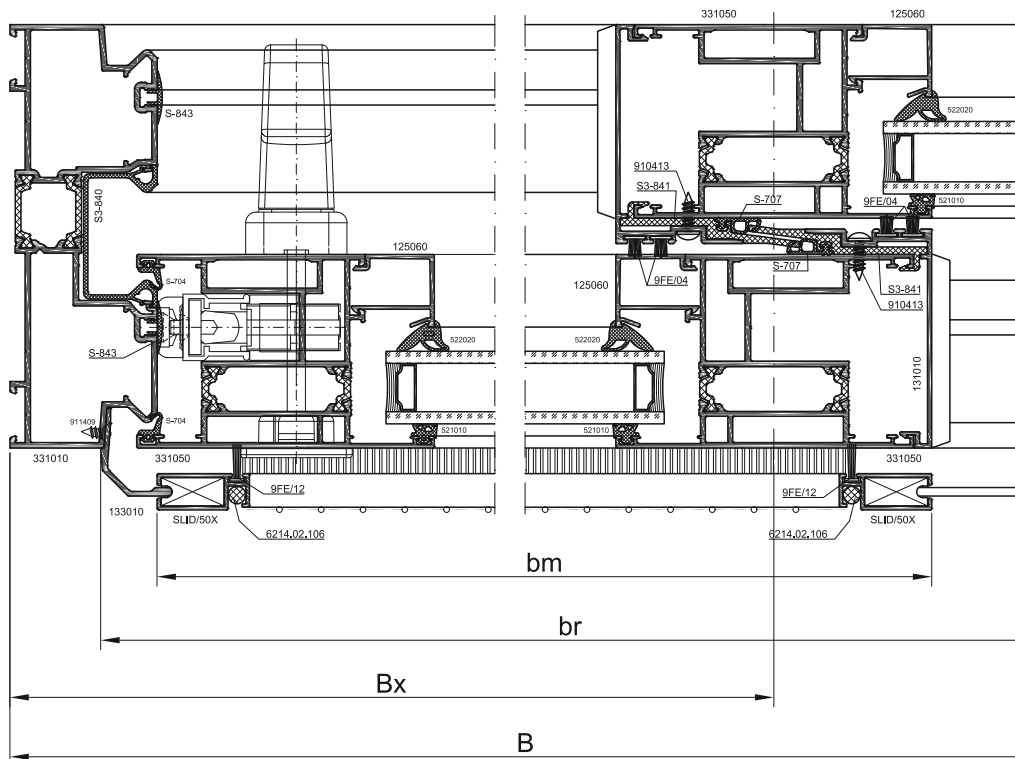 331050
125060
S-843
522020
910413
S3-841
S-707
9FE/04
521010
S3-840
S-704
125060
9FE/04
125060
S-707
S3-841
910413
S-843
522020
522020
131010
911409
S-704
521010
521010
331010
331050
331050
9FE/12
9FE/12
133010
SLID/50X
6214.02.106
6214.02.106
SLID/50X
bm
br
Bx
B